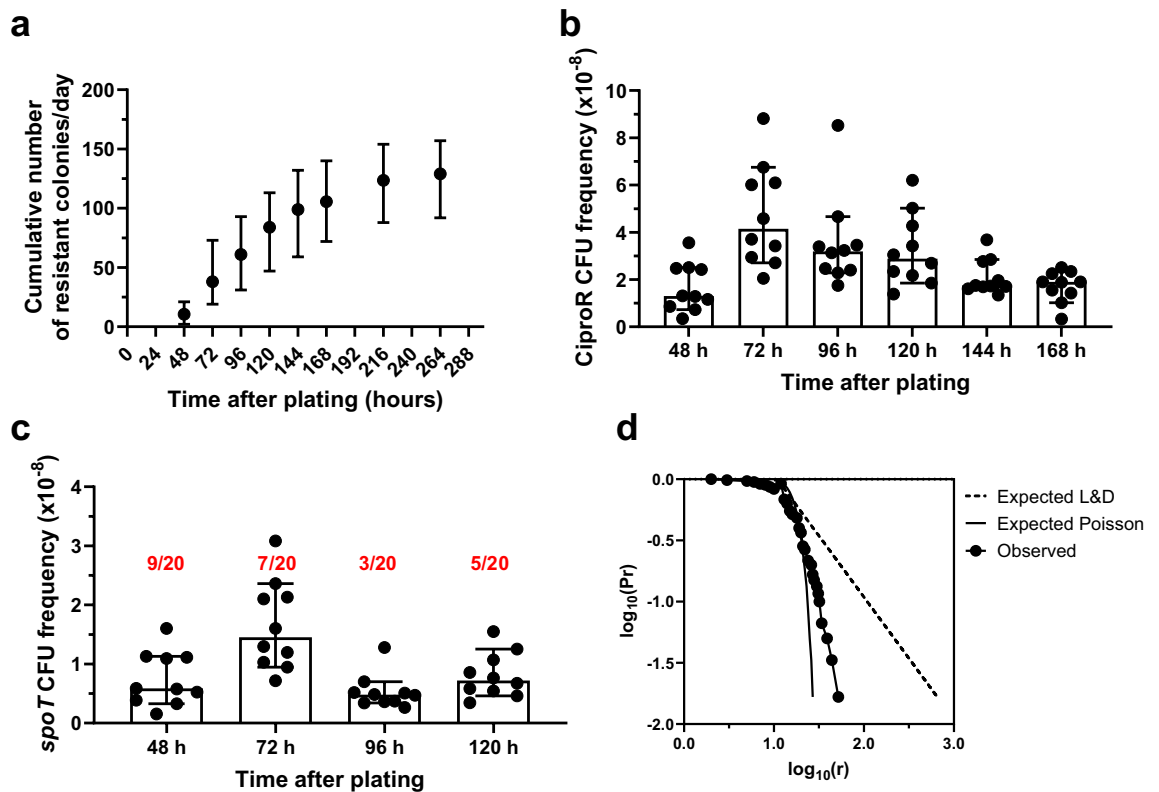 a
Cumulative number
of resistant colonies/day
200
150
100
50
0
0 24 48 72 96 120 144 168 192 216 240 264 288
Time after plating (hours)
b
CiproR CFU frequency (x10⁻⁸)
10
8
6
4
2
0
48 h 72 h 96 h 120 h 144 h 168 h
Time after plating
c
spoT CFU frequency (x10⁻⁸)
4
3
2
1
0
9/20 7/20 3/20 5/20
48 h 72 h 96 h 120 h
Time after plating
d
log₁₀(Pr)
0.0
-0.5
-1.0
-1.5
-2.0
0.0 1.0 2.0 3.0
log₁₀(r)
Expected L&D
Expected Poisson
Observed